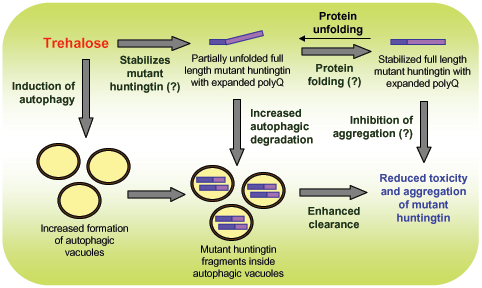 Protein
unfolding
Trehalose
Stabilizes
mutant
huntingtin (?)
Partially unfolded full
length mutant huntingtin
with expanded polyQ
Protein
folding (?)
Stabilized full length
mutant huntingtin with
expanded polyQ
Induction of
autophagy
Increased
autophagic
degradation
Inhibition of
aggregation (?)
Increased formation
of autophagic
vacuoles
Mutant huntingtin
fragments inside
autophagic vacuoles
Enhanced
clearance
Reduced toxicity
and aggregation
of mutant
huntingtin